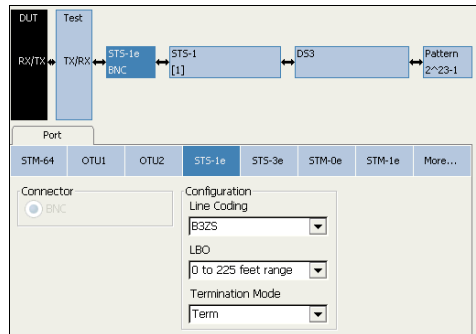 DUT
Test
RX/TX
TX/RX
STS-1e
BNC
STS-1
[1]
DS3
Pattern
2^23-1
Port
STM-64
OTU1
OTU2
STS-1e
STS-3e
STM-0e
STM-1e
More...
Connector
BNC
Configuration
Line Coding
B3ZS
LBO
0 to 225 feet range
Termination Mode
Term